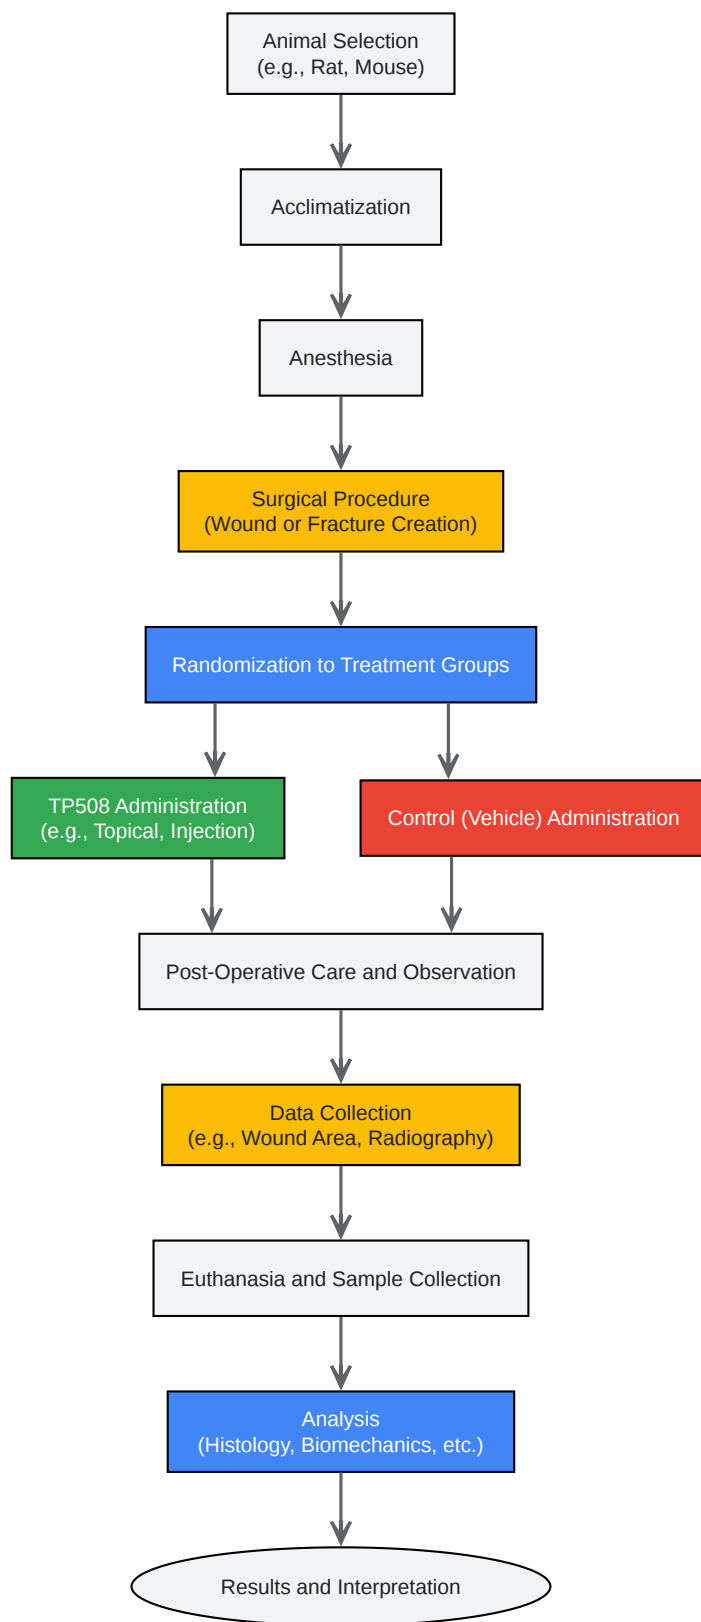 Animal Selection
(e.g., Rat, Mouse)
Acclimatization
Anesthesia
Surgical Procedure
(Wound or Fracture Creation)
Randomization to Treatment Groups
TP508 Administration
(e.g., Topical, Injection)
Control (Vehicle) Administration
Post-Operative Care and Observation
Data Collection
(e.g., Wound Area, Radiography)
Euthanasia and Sample Collection
Analysis
(Histology, Biomechanics, etc.)
Results and Interpretation